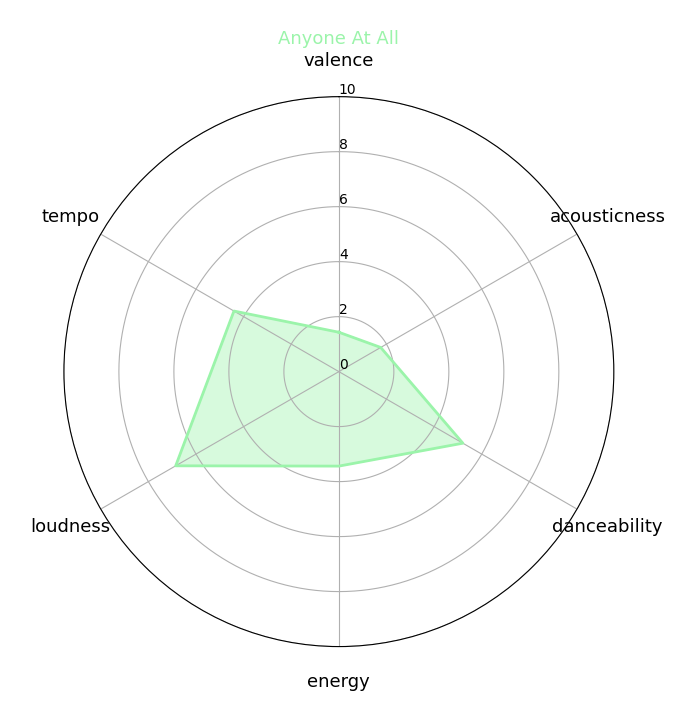 Anyone At All
valence
10
8
6
4
2
0
tempo
acousticness
loudness
danceability
energy